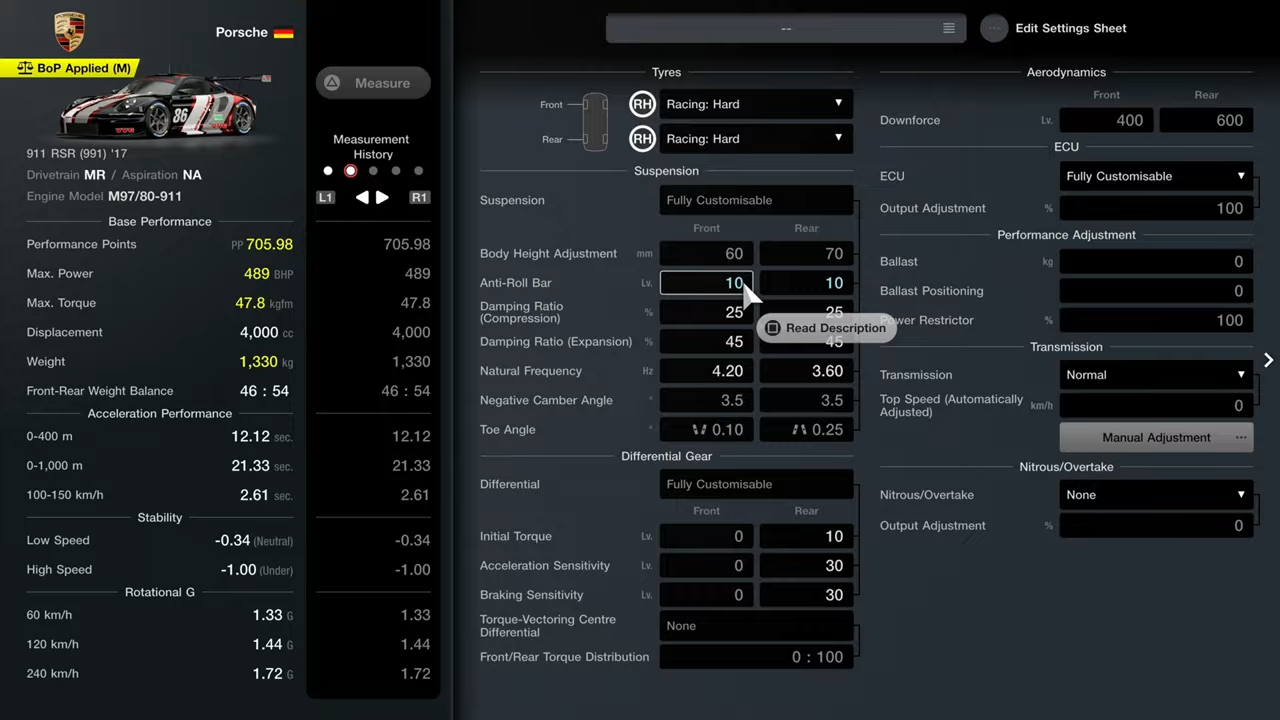 Porsche
BoP Applied (M)
86
911 RSR (991) '17
Drivetrain MR / Aspiration NA
Engine Model M97/80-911
Base Performance
Performance Points PP 705.98
Max. Power 489 BHP
Max. Torque 47.8 kgfm
Displacement 4,000 cc
Weight 1,330 kg
Front-Rear Weight Balance 46 : 54
Acceleration Performance
0-400 m 12.12 sec.
0-1,000 m 21.33 sec.
100-150 km/h 2.61 sec.
Stability
Low Speed -0.34 (Neutral)
High Speed -1.00 (Under)
Rotational G
60 km/h 1.33 G
120 km/h 1.44 G
240 km/h 1.72 G
Measure
Measurement
History
L1 R1
705.98
489
47.8
4,000
1,330
46 : 54
12.12
21.33
2.61
-0.34
-1.00
1.33
1.44
1.72
--
Edit Settings Sheet
Tyres
Front RH Racing: Hard
Rear RH Racing: Hard
Suspension
Suspension Fully Customisable
Front Rear
Body Height Adjustment mm 60 70
Anti-Roll Bar Lv. 10 10
Damping Ratio
(Compression) % 25 25
Read Description
Damping Ratio (Expansion) % 45 45
Natural Frequency Hz 4.20 3.60
Negative Camber Angle ° 3.5 3.5
Toe Angle ° 0.10 0.25
Differential Gear
Differential Fully Customisable
Front Rear
Initial Torque Lv. 0 10
Acceleration Sensitivity Lv. 0 30
Braking Sensitivity Lv. 0 30
Torque-Vectoring Centre
Differential None
Front/Rear Torque Distribution 0 : 100
Aerodynamics
Front Rear
Downforce Lv. 400 600
ECU
ECU Fully Customisable
Output Adjustment % 100
Performance Adjustment
Ballast kg 0
Ballast Positioning 0
Power Restrictor % 100
Transmission
Transmission Normal
Top Speed (Automatically
Adjusted) km/h 0
Manual Adjustment
Nitrous/Overtake
Nitrous/Overtake None
Output Adjustment % 0